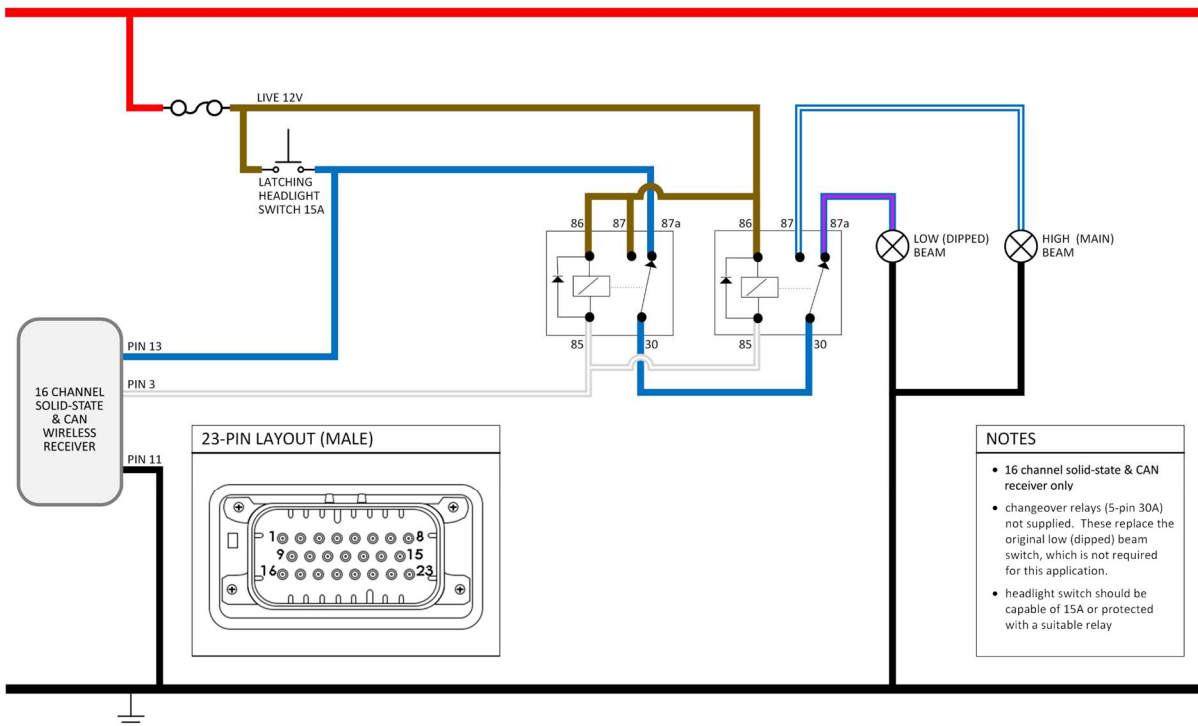 LIVE 12V
LATCHING
HEADLIGHT
SWITCH 15A
86
87
87a
86
87
87a
LOW (DIPPED)
BEAM
HIGH (MAIN)
BEAM
85
30
85
30
PIN 13
PIN 3
PIN 11
16 CHANNEL
SOLID-STATE
& CAN
WIRELESS
RECEIVER
23-PIN LAYOUT (MALE)
1
8
9
15
16
23
NOTES
• 16 channel solid-state & CAN
receiver only
• changeover relays (5-pin 30A)
not supplied. These replace the
original low (dipped) beam
switch, which is not required
for this application.
• headlight switch should be
capable of 15A or protected
with a suitable relay